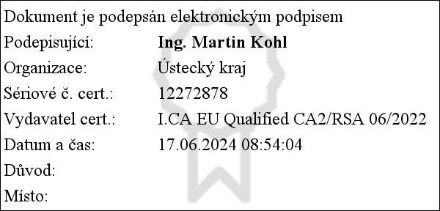 Dokument je podepsán elektronickým podpisem
Podepisující: Ing. Martin Kohl
Organizace: Ústecký kraj
Sériové č. cert.: 12272878
Vydavatel cert.: I.CA EU Qualified CA2/RSA 06/2022
Datum a čas: 17.06.2024 08:54:04
Důvod:
Místo: